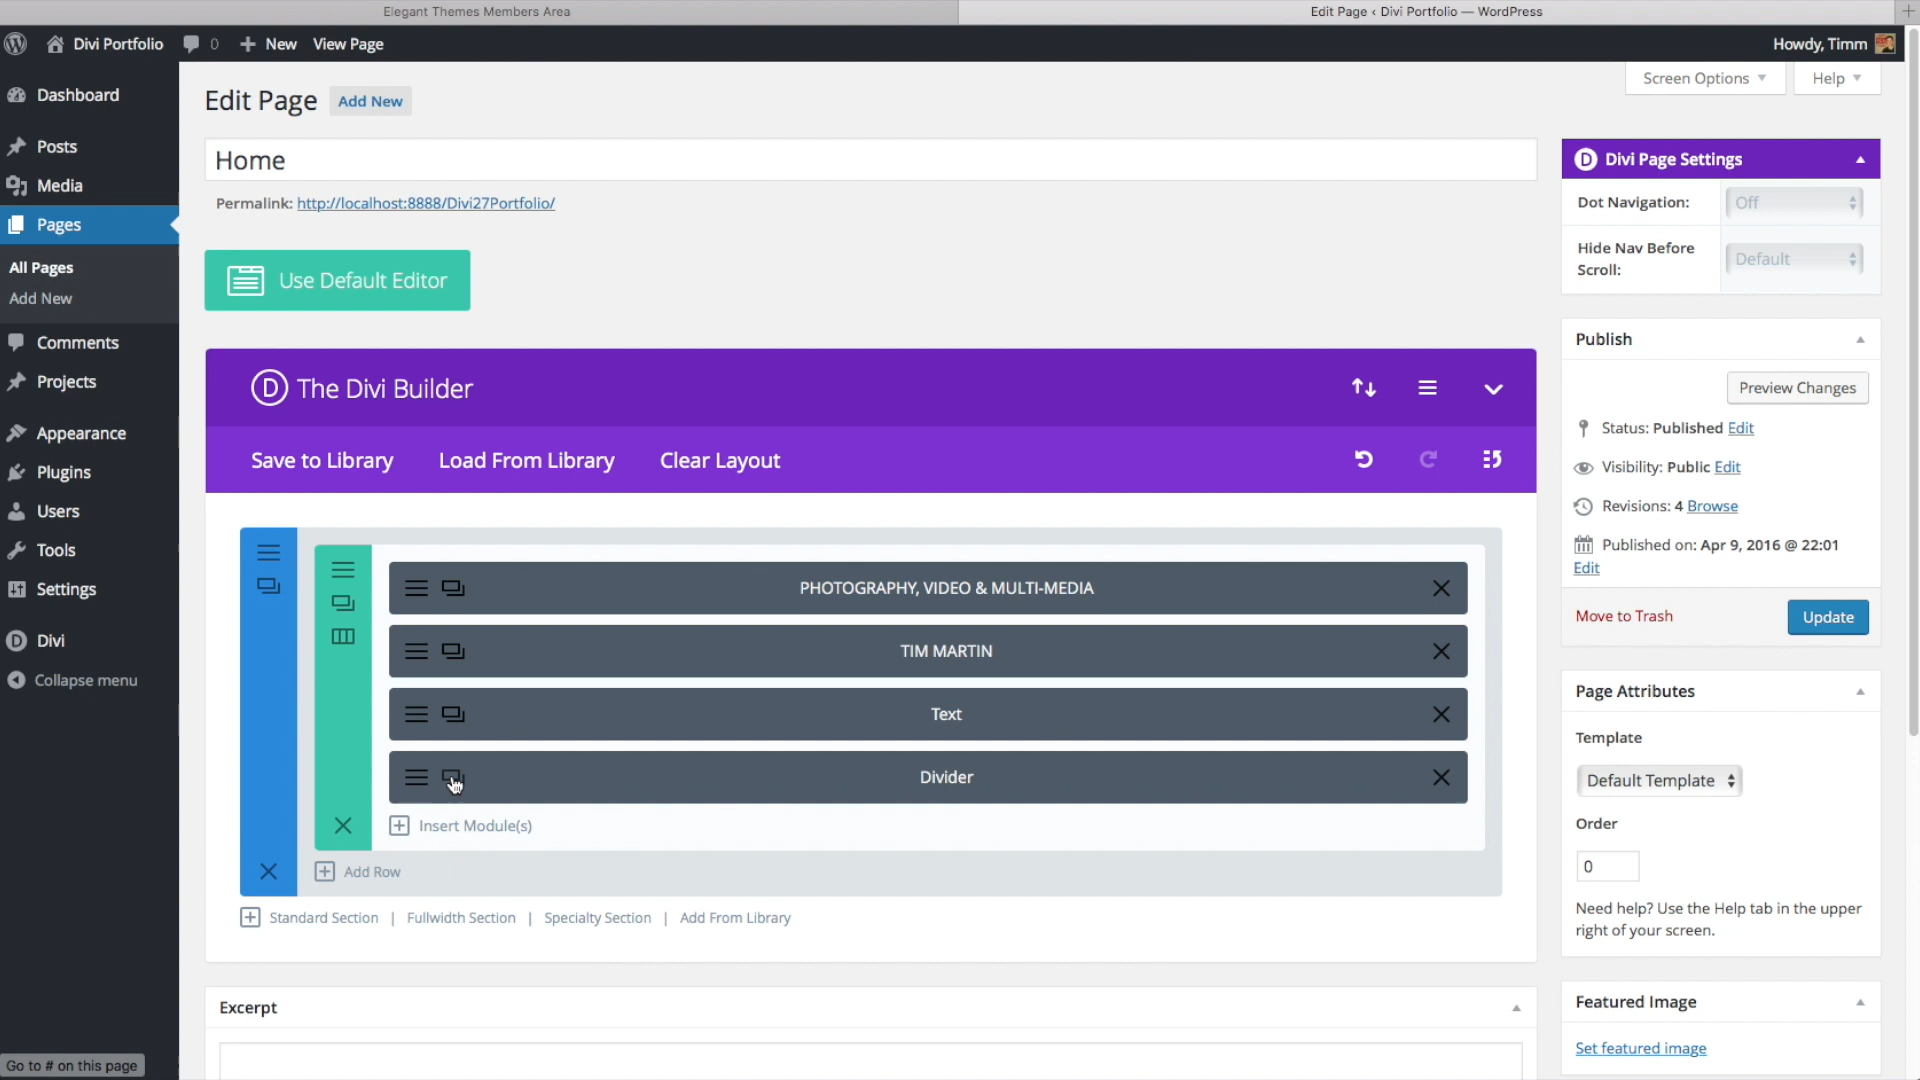 Elegant Themes Members Area
Edit Page ‹ Divi Portfolio — WordPress
Divi Portfolio
0
New
View Page
Howdy, Timm
Dashboard
Posts
Media
Pages
All Pages
Add New
Comments
Projects
Appearance
Plugins
Users
Tools
Settings
Divi
Collapse menu
Go to # on this page
Screen Options
Help
Edit Page
Add New
Home
Permalink: http://localhost:8888/Divi27Portfolio/
Use Default Editor
The Divi Builder
Save to Library
Load From Library
Clear Layout
PHOTOGRAPHY, VIDEO & MULTI-MEDIA
TIM MARTIN
Text
Divider
Insert Module(s)
Add Row
Standard Section | Fullwidth Section | Specialty Section | Add From Library
Excerpt
Divi Page Settings
Dot Navigation:
Off
Hide Nav Before
Scroll:
Default
Publish
Preview Changes
Status: Published Edit
Visibility: Public Edit
Revisions: 4 Browse
Published on: Apr 9, 2016 @ 22:01
Edit
Move to Trash
Update
Page Attributes
Template
Default Template
Order
0
Need help? Use the Help tab in the upper
right of your screen.
Featured Image
Set featured image